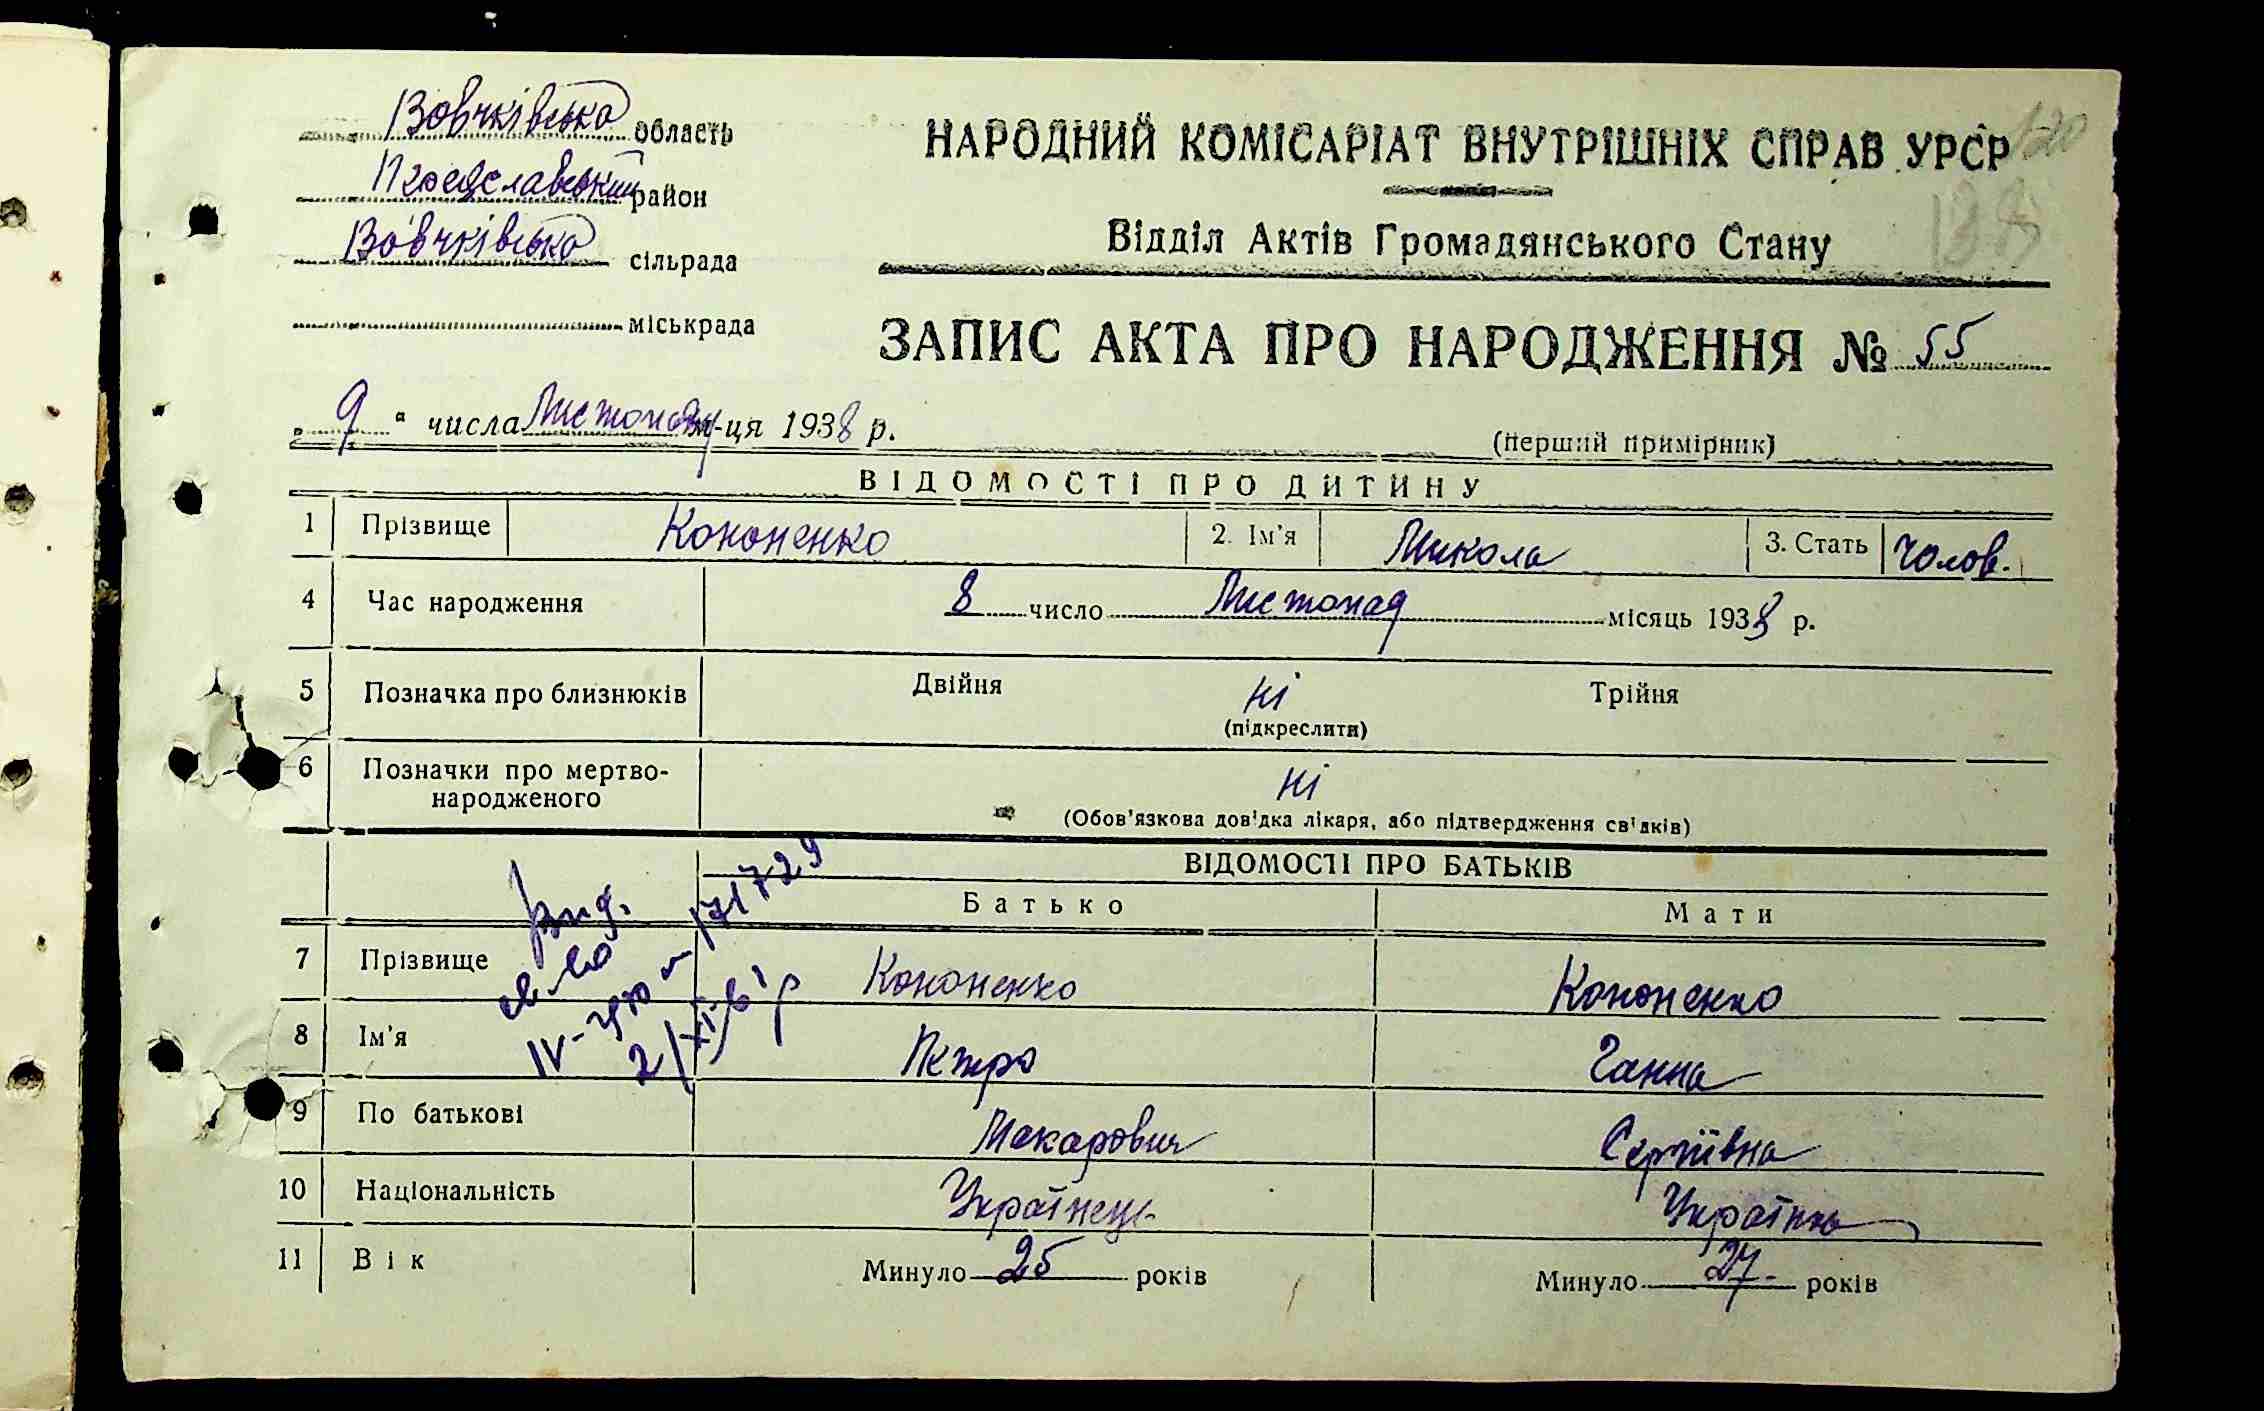 Вовчківська область
НАРОДНИЙ КОМІСАРІАТ ВНУТРІШНІХ СПРАВ УРСР
район
Вовчківська сільрада
Відділ Актів Громадянського Стану
міськрада
ЗАПИС АКТА ПРО НАРОДЖЕННЯ № 55
„ 9 “ числа Листопаду м-ця 1938 р.
(перший примірник)
ВІДОМОСТІ ПРО ДИТИНУ
1 Прізвище Кононенко 2. Ім'я Микола 3. Стать чолов.
4 Час народження 8 число Листопад місяць 1938 р.
5 Позначка про близнюків Двійня ні Трійня
(підкреслити)
6 Позначки про мертво-
народженого ні
(Обов'язкова довідка лікаря, або підтвердження свідків)
ВІДОМОСТІ ПРО БАТЬКІВ
Батько Мати
7 Прізвище Кононенко Кононенко
8 Ім'я Петро Ганна
9 По батькові Макарович Сергіївна
10 Національність Українець Українка
11 Вік Минуло 25 років Минуло 27 років